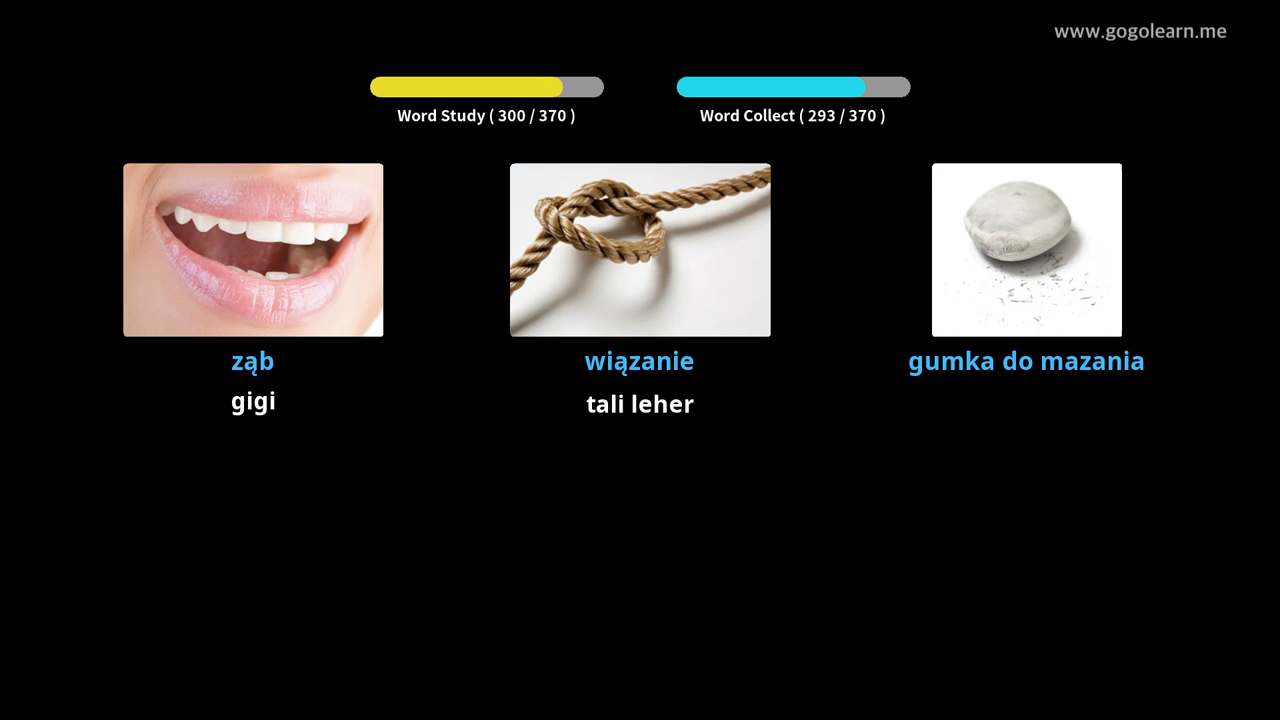 www.gogolearn.me
Word Study ( 300 / 370 )
Word Collect ( 293 / 370 )
ząb
wiązanie
gumka do mazania
gigi
tali leher